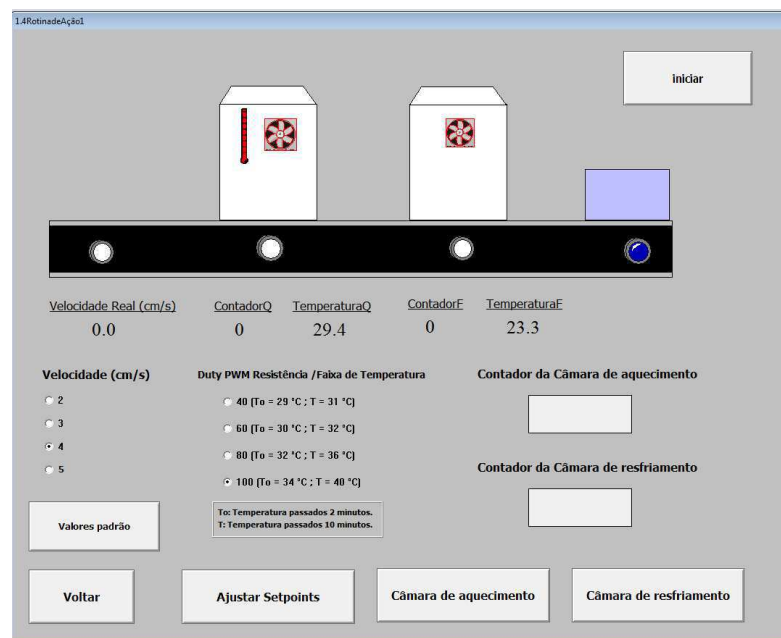 1.4RotinadeAção1
iniciar
Velocidade Real (cm/s)
0.0
ContadorQ
0
TemperaturaQ
29.4
ContadorF
0
TemperaturaF
23.3
Velocidade (cm/s)
2
3
4
5
Duty PWM Resistência /Faixa de Temperatura
40 (To = 29 °C ; T = 31 °C)
60 (To = 30 °C ; T = 32 °C)
80 (To = 32 °C ; T = 36 °C)
100 (To = 34 °C ; T = 40 °C)
To: Temperatura passados 2 minutos.
T: Temperatura passados 10 minutos.
Contador da Câmara de aquecimento
Contador da Câmara de resfriamento
Valores padrão
Voltar
Ajustar Setpoints
Câmara de aquecimento
Câmara de resfriamento